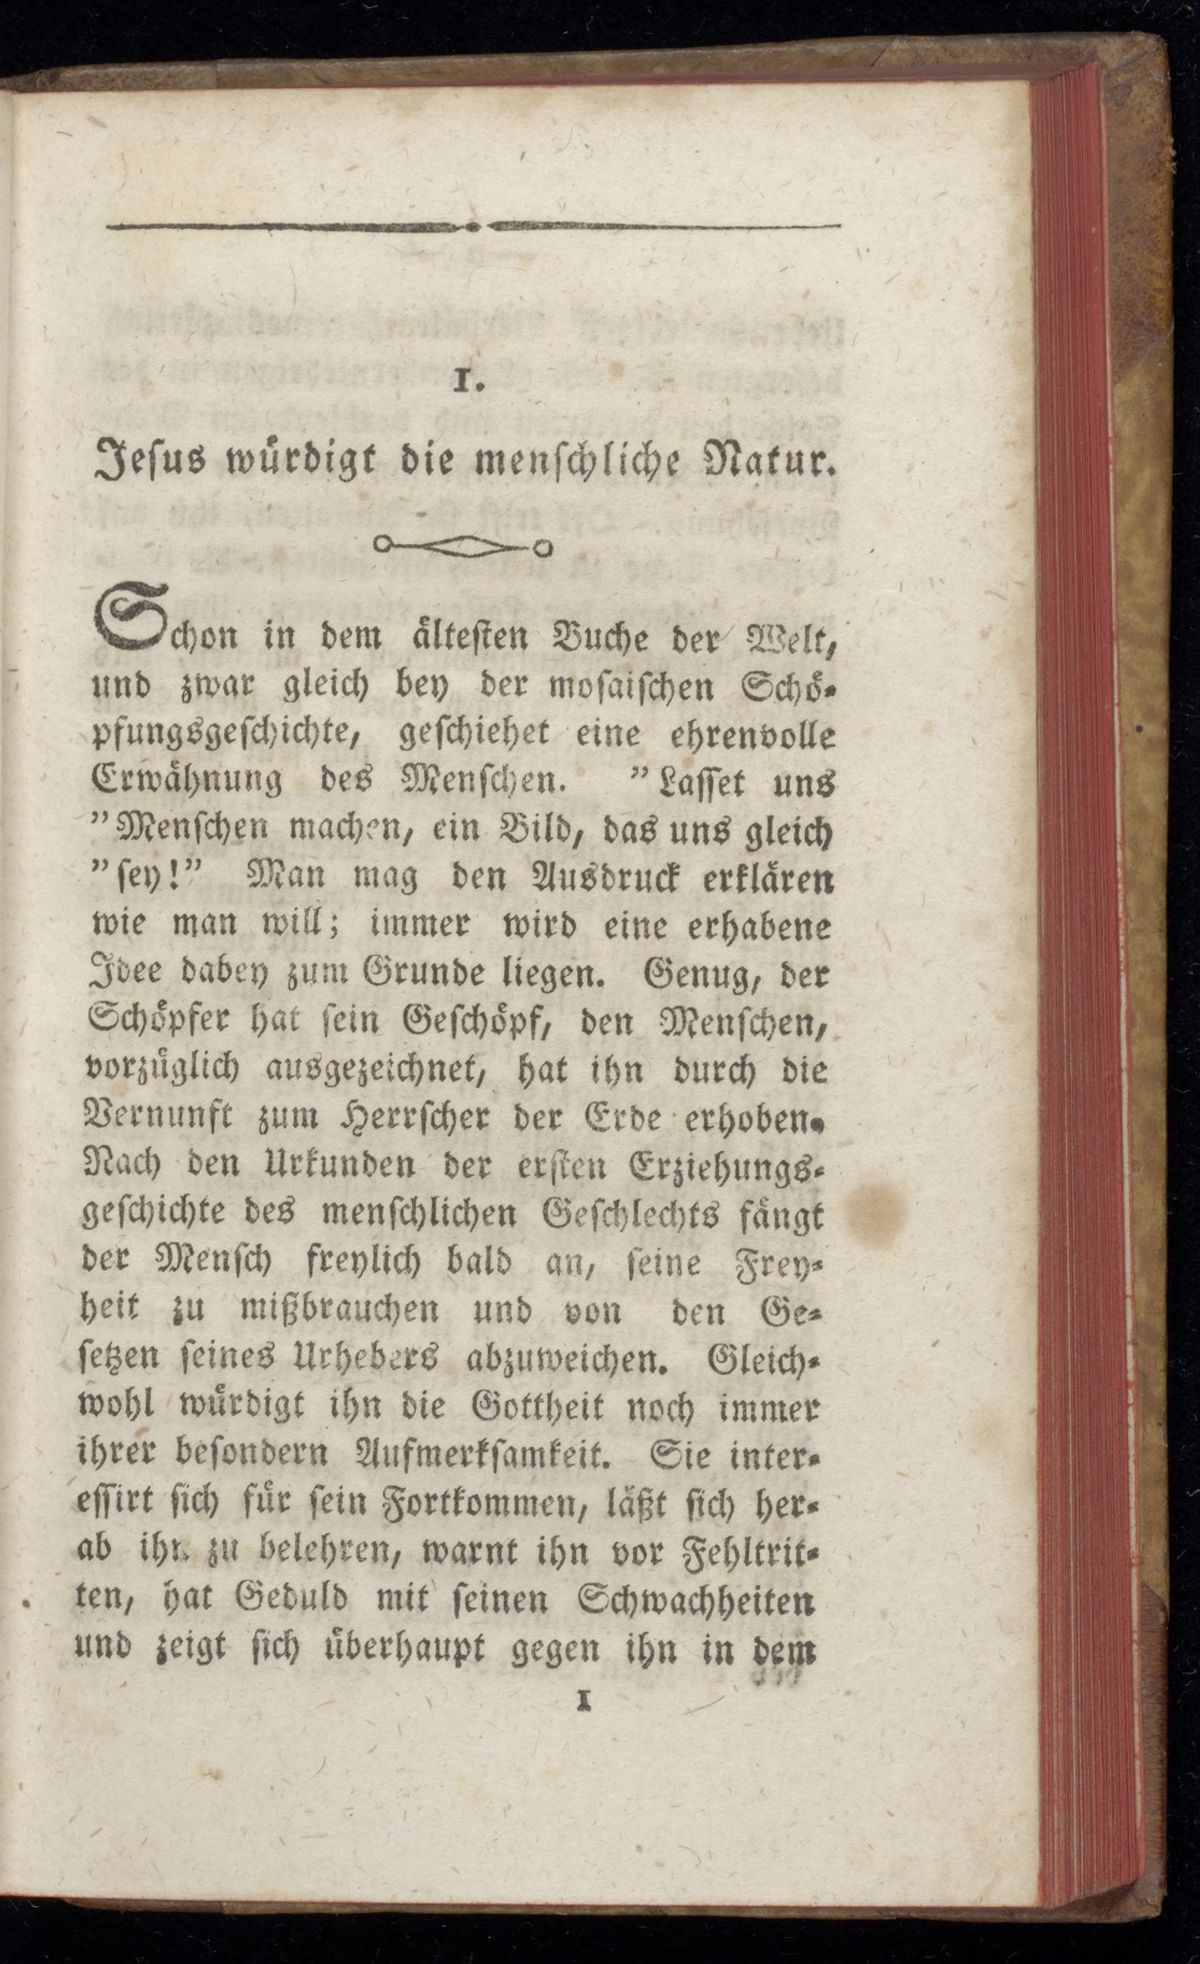 1.
Jesus würdigt die menschliche Natur.
Schon in dem ältesten Buche der Welt,
und zwar gleich bey der mosaischen Schö-
pfungsgeschichte, geschiehet eine ehrenvolle
Erwähnung des Menschen. "Lasset uns
"Menschen machen, ein Bild, das uns gleich
"sey!" Man mag den Ausdruck erklären
wie man will; immer wird eine erhabene
Idee dabey zum Grunde liegen. Genug, der
Schöpfer hat sein Geschöpf, den Menschen,
vorzüglich ausgezeichnet, hat ihn durch die
Vernunft zum Herrscher der Erde erhoben.
Nach den Urkunden der ersten Erziehungs-
geschichte des menschlichen Geschlechts fängt
der Mensch freylich bald an, seine Frey-
heit zu mißbrauchen und von den Ge-
setzen seines Urhebers abzuweichen. Gleich-
wohl würdigt ihn die Gottheit noch immer
ihrer besondern Aufmerksamkeit. Sie inter-
essirt sich für sein Fortkommen, läßt sich her-
ab ihn zu belehren, warnt ihn vor Fehltrit-
ten, hat Geduld mit seinen Schwachheiten
und zeigt sich überhaupt gegen ihn in dem
1